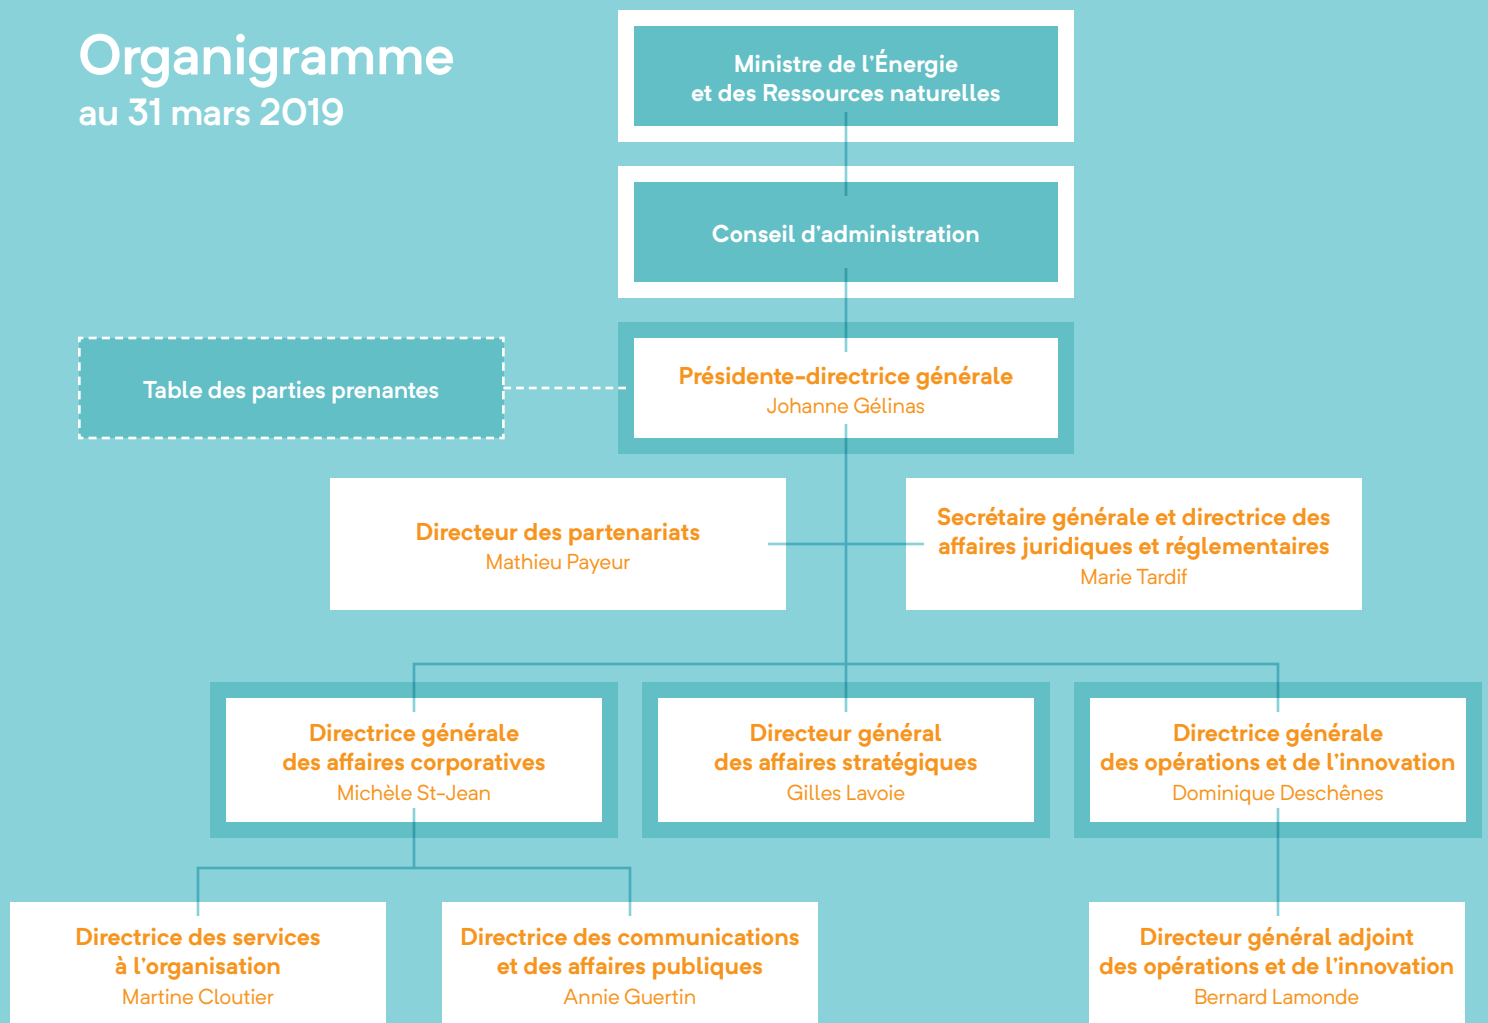 Organigramme
au 31 mars 2019
Ministre de l'Énergie
et des Ressources naturelles
Conseil d'administration
Table des parties prenantes
Présidente-directrice générale
Johanne Gélinas
Directeur des partenariats
Mathieu Payeur
Secrétaire générale et directrice des
affaires juridiques et réglementaires
Marie Tardif
Directrice générale
des affaires corporatives
Michèle St-Jean
Directeur général
des affaires stratégiques
Gilles Lavoie
Directrice générale
des opérations et de l'innovation
Dominique Deschênes
Directrice des services
à l'organisation
Martine Cloutier
Directrice des communications
et des affaires publiques
Annie Guertin
Directeur général adjoint
des opérations et de l'innovation
Bernard Lamonde